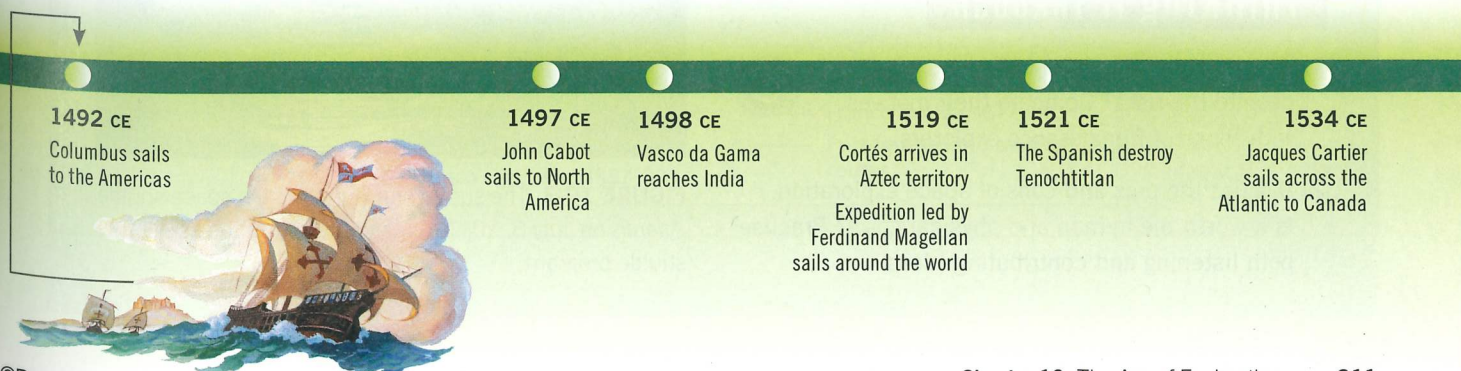 1492 CE
Columbus sails
to the Americas
1497 CE
John Cabot
sails to North
America
1498 CE
Vasco da Gama
reaches India
1519 CE
Cortés arrives in
Aztec territory
Expedition led by
Ferdinand Magellan
sails around the world
1521 CE
The Spanish destroy
Tenochtitlan
1534 CE
Jacques Cartier
sails across the
Atlantic to Canada